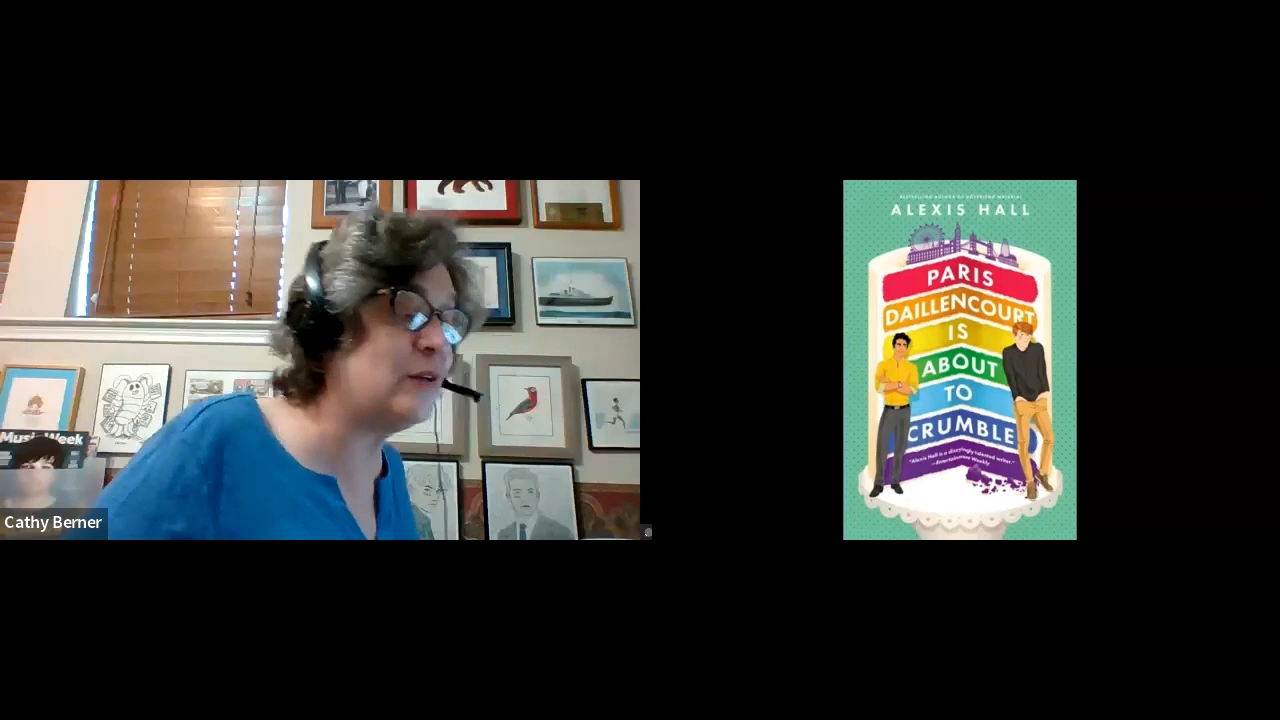 Music Week
Cathy Berner
BESTSELLING AUTHOR OF BOYFRIEND MATERIAL
ALEXIS HALL
PARIS
DAILLENCOURT
IS
ABOUT
TO
CRUMBLE
"Alexis Hall is a dizzyingly talented writer."
—Entertainment Weekly